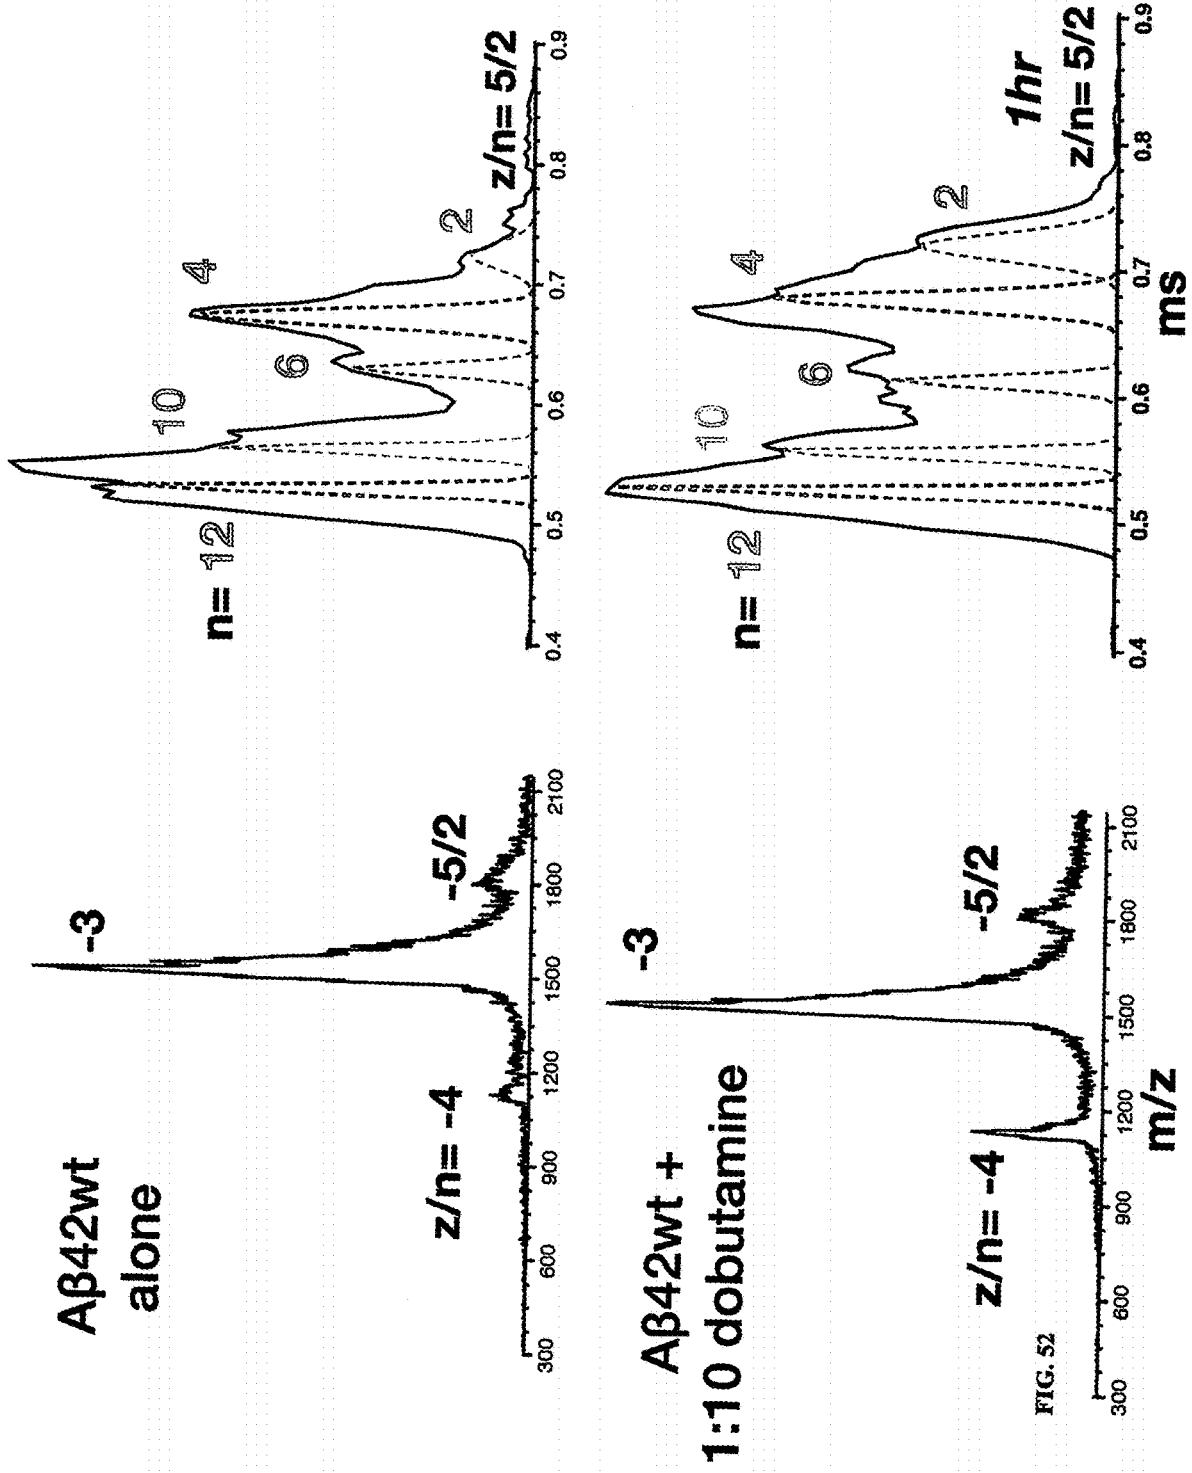 Aβ42wt
alone
z/n= -4
-3
-5/2
300
600
900
1200
1500
1800
2100
n= 12
10
6
4
2
z/n= 5/2
0.4
0.5
0.6
0.7
0.8
0.9
Aβ42wt +
1:10 dobutamine
z/n= -4
-3
-5/2
300
600
900
1200
1500
1800
2100
m/z
n= 12
10
6
4
2
1hr
z/n= 5/2
0.4
0.5
0.6
0.7
0.8
0.9
ms
FIG. 52